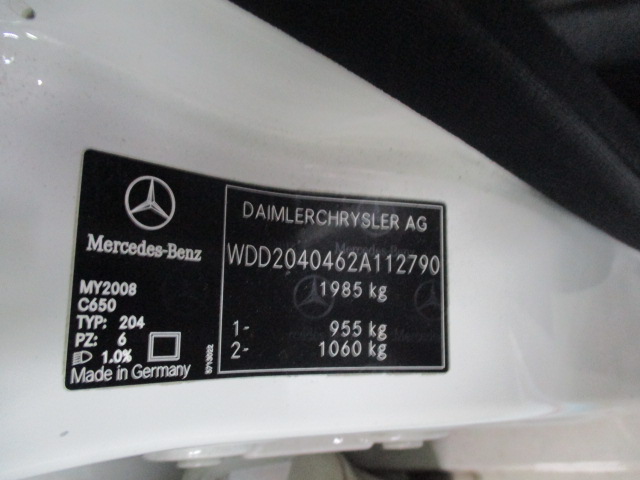 Mercedes-Benz
MY2008
C650
TYP: 204
PZ: 6
1.0%
Made in Germany
DAIMLERCHRYSLER AG
WDD2040462A112790
1985 kg
1- 955 kg
2- 1060 kg